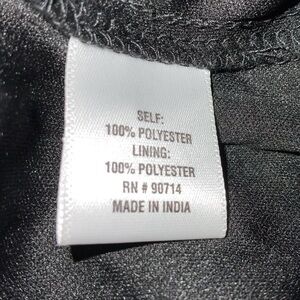 SELF:
100% POLYESTER
LINING:
100% POLYESTER
RN # 90714
MADE IN INDIA